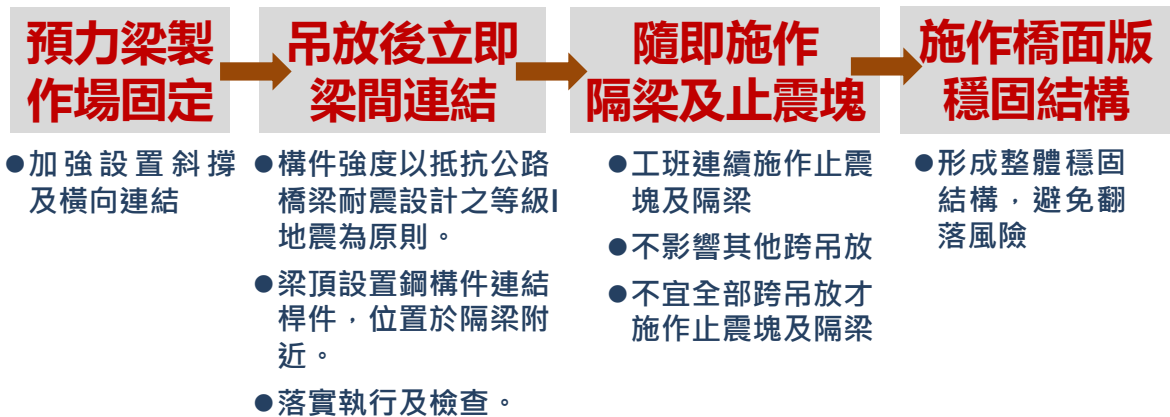 預力梁製
作場固定
●加強設置斜撐
及橫向連結
吊放後立即
梁間連結
●構件強度以抵抗公路
橋梁耐震設計之等級I
地震為原則。
●梁頂設置鋼構件連結
桿件，位置於隔梁附
近。
●落實執行及檢查。
隨即施作
隔梁及止震塊
●工班連續施作止震
塊及隔梁
●不影響其他跨吊放
●不宜全部跨吊放才
施作止震塊及隔梁
施作橋面版
穩固結構
●形成整體穩固
結構，避免翻
落風險